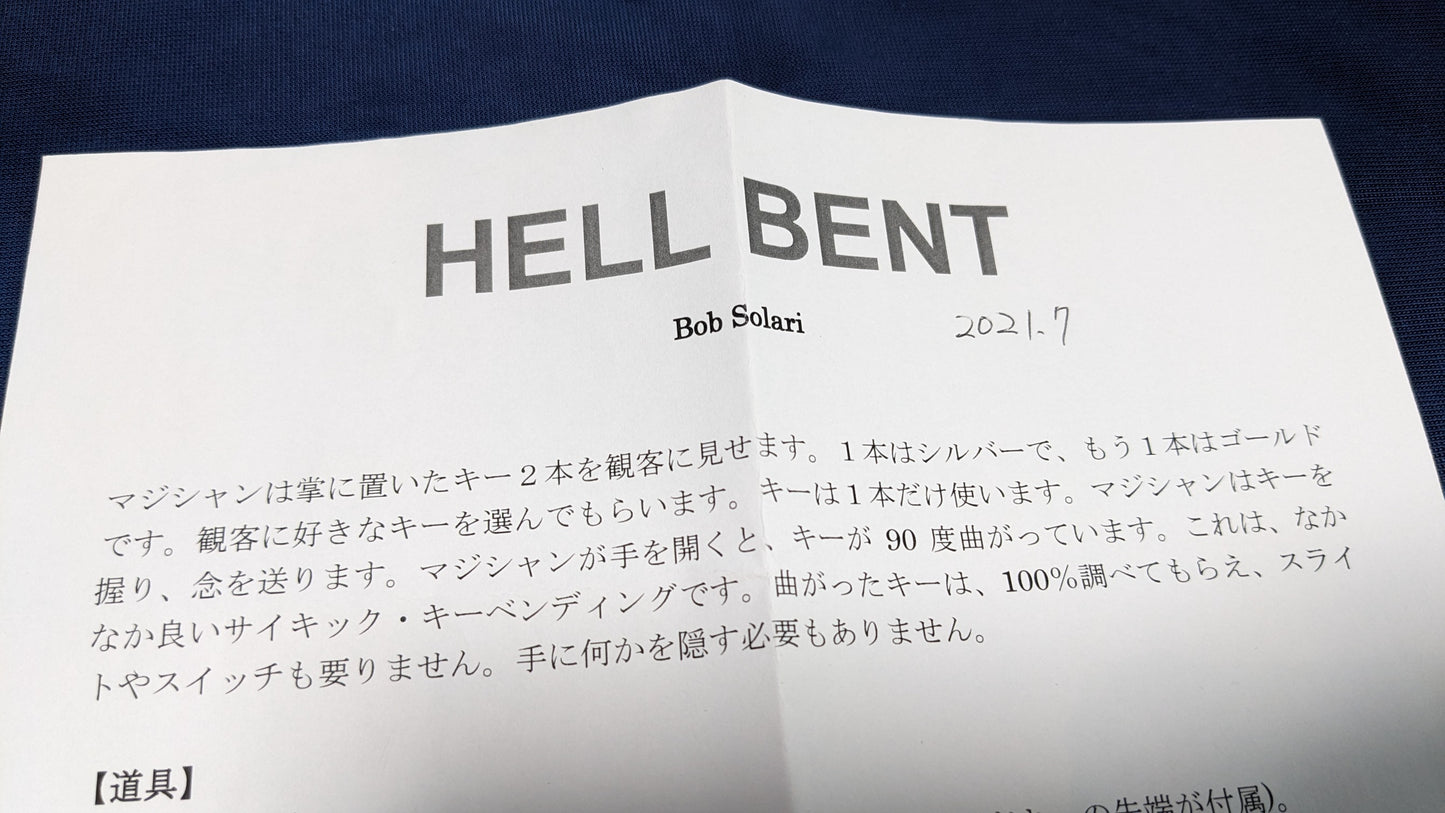 HELL BENT
Bob Solari 2021.7
マジシャンは掌に置いたキー２本を観客に見せます。１本はシルバーで、もう１本はゴールド
です。観客に好きなキーを選んでもらいます。キーは１本だけ使います。マジシャンはキーを
握り、念を送ります。マジシャンが手を開くと、キーが 90 度曲がっています。これは、なか
なか良いサイキック・キーベンディングです。曲がったキーは、100％調べてもらえ、スライ
トやスイッチも要りません。手に何かを隠す必要もありません。
【道具】
の先端が付属)。